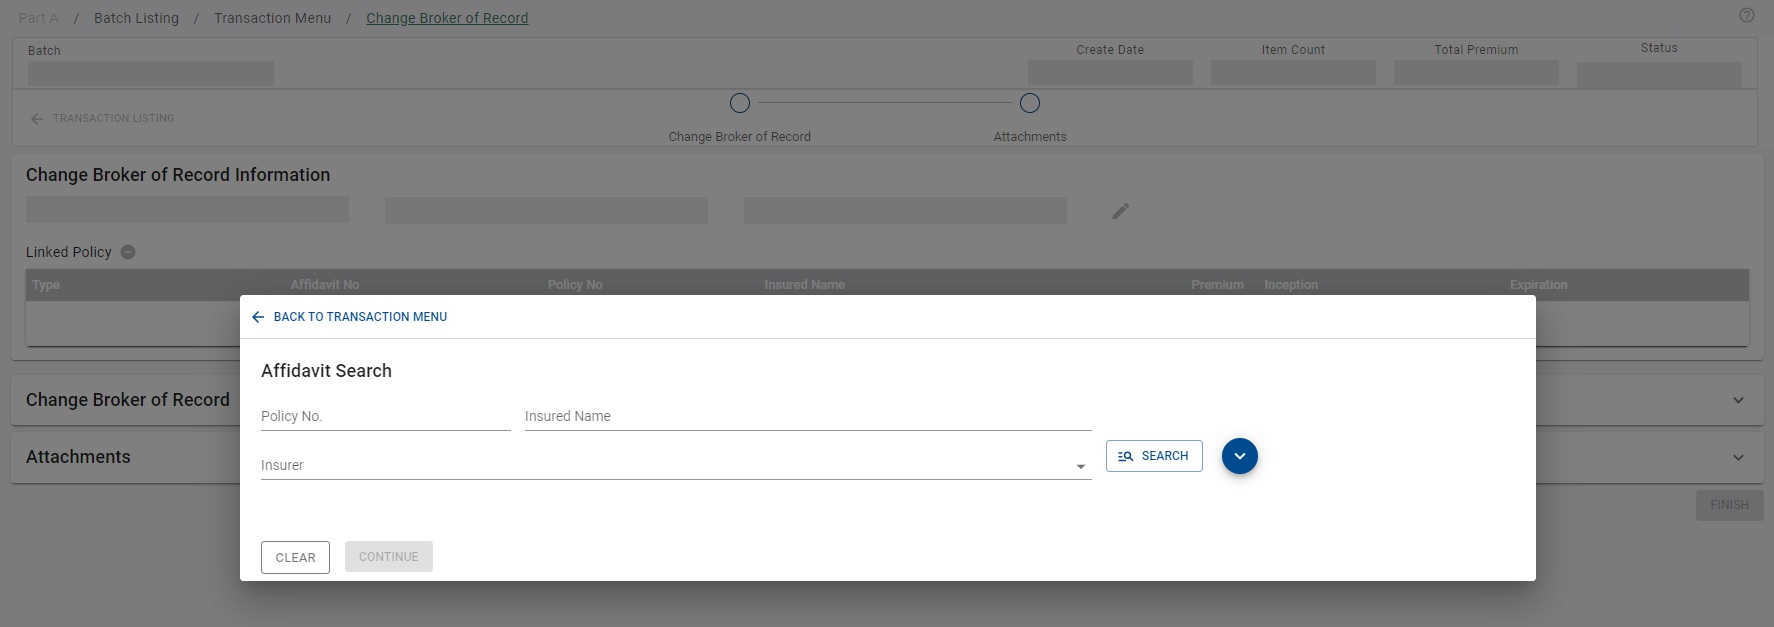 Part A / Batch Listing / Transaction Menu / Change Broker of Record
Batch Create Date Item Count Total Premium Status
TRANSACTION LISTING
Change Broker of Record Attachments
Change Broker of Record Information
Linked Policy
Type Affidavit No Policy No Insured Name Premium Inception Expiration
BACK TO TRANSACTION MENU
Affidavit Search
Policy No. Insured Name
Insurer
SEARCH
CLEAR CONTINUE
Change Broker of Record
Attachments
FINISH